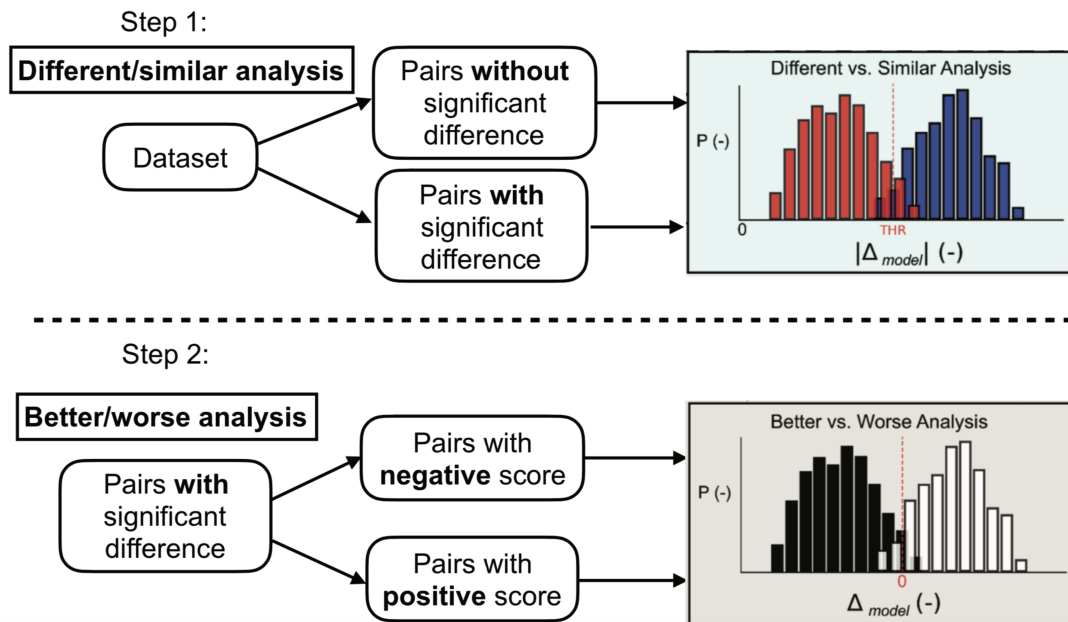 Step 1:
Different/similar analysis
Dataset
Pairs without
significant
difference
Pairs with
significant
difference
Different vs. Similar Analysis
P (-)
0
THR
|Δ model| (-)
Step 2:
Better/worse analysis
Pairs with
significant
difference
Pairs with
negative score
Pairs with
positive score
Better vs. Worse Analysis
P (-)
0
Δ model (-)